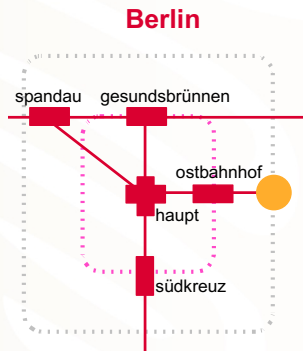 Berlin
spandau
gesundsbrünnen
ostbahnhof
haupt
südkreuz